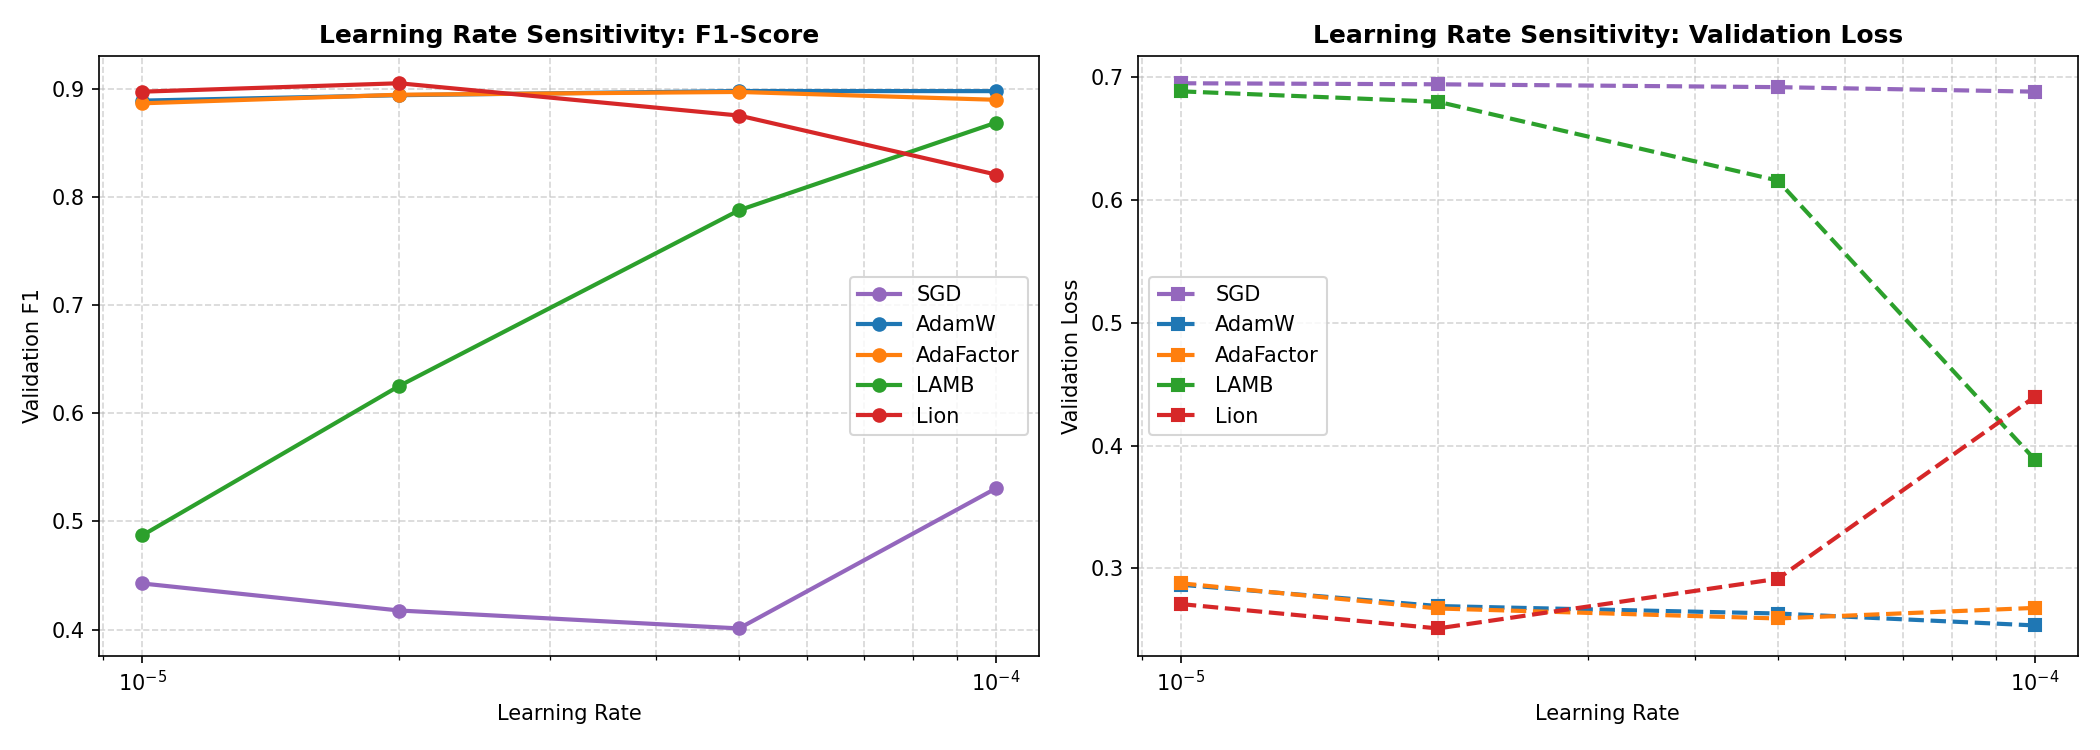 Learning Rate Sensitivity: F1-Score
Validation F1
0.9
0.8
0.7
0.6
0.5
0.4
10⁻⁵
10⁻⁴
Learning Rate
SGD
AdamW
AdaFactor
LAMB
Lion
Learning Rate Sensitivity: Validation Loss
Validation Loss
0.7
0.6
0.5
0.4
0.3
10⁻⁵
10⁻⁴
Learning Rate
SGD
AdamW
AdaFactor
LAMB
Lion